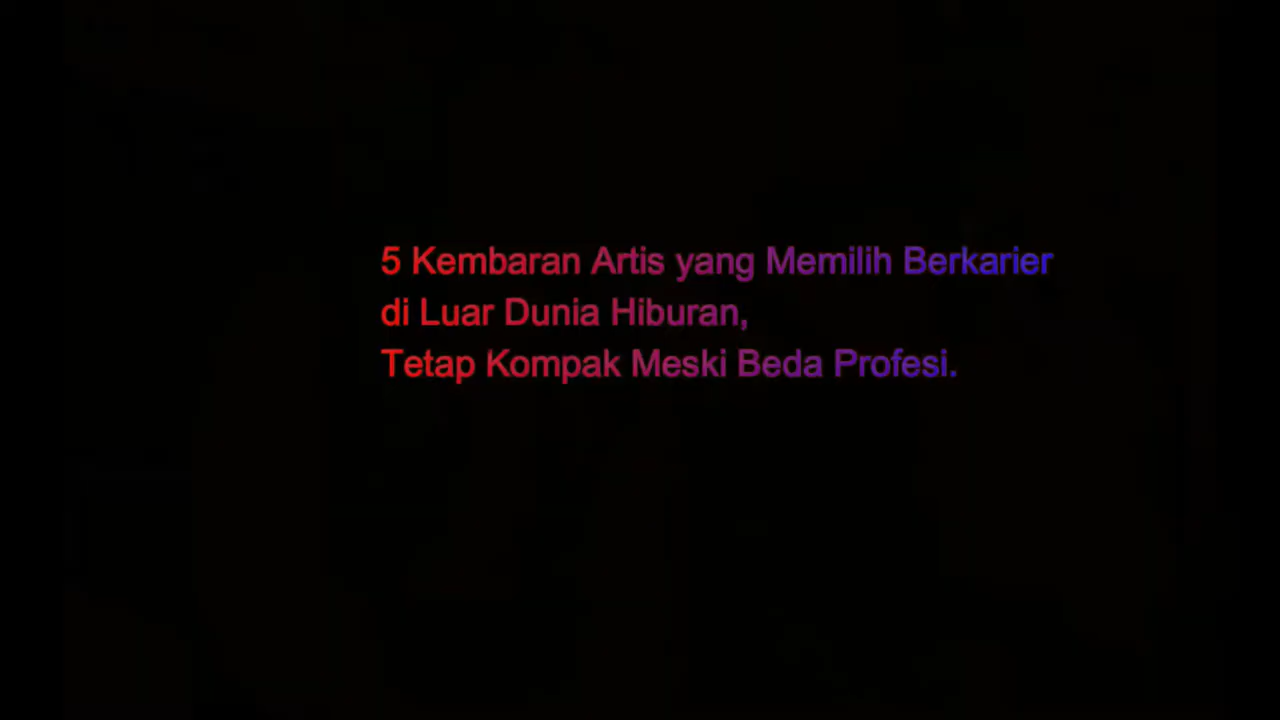 5 Kembaran Artis yang Memilih Berkarier
di Luar Dunia Hiburan,
Tetap Kompak Meski Beda Profesi.